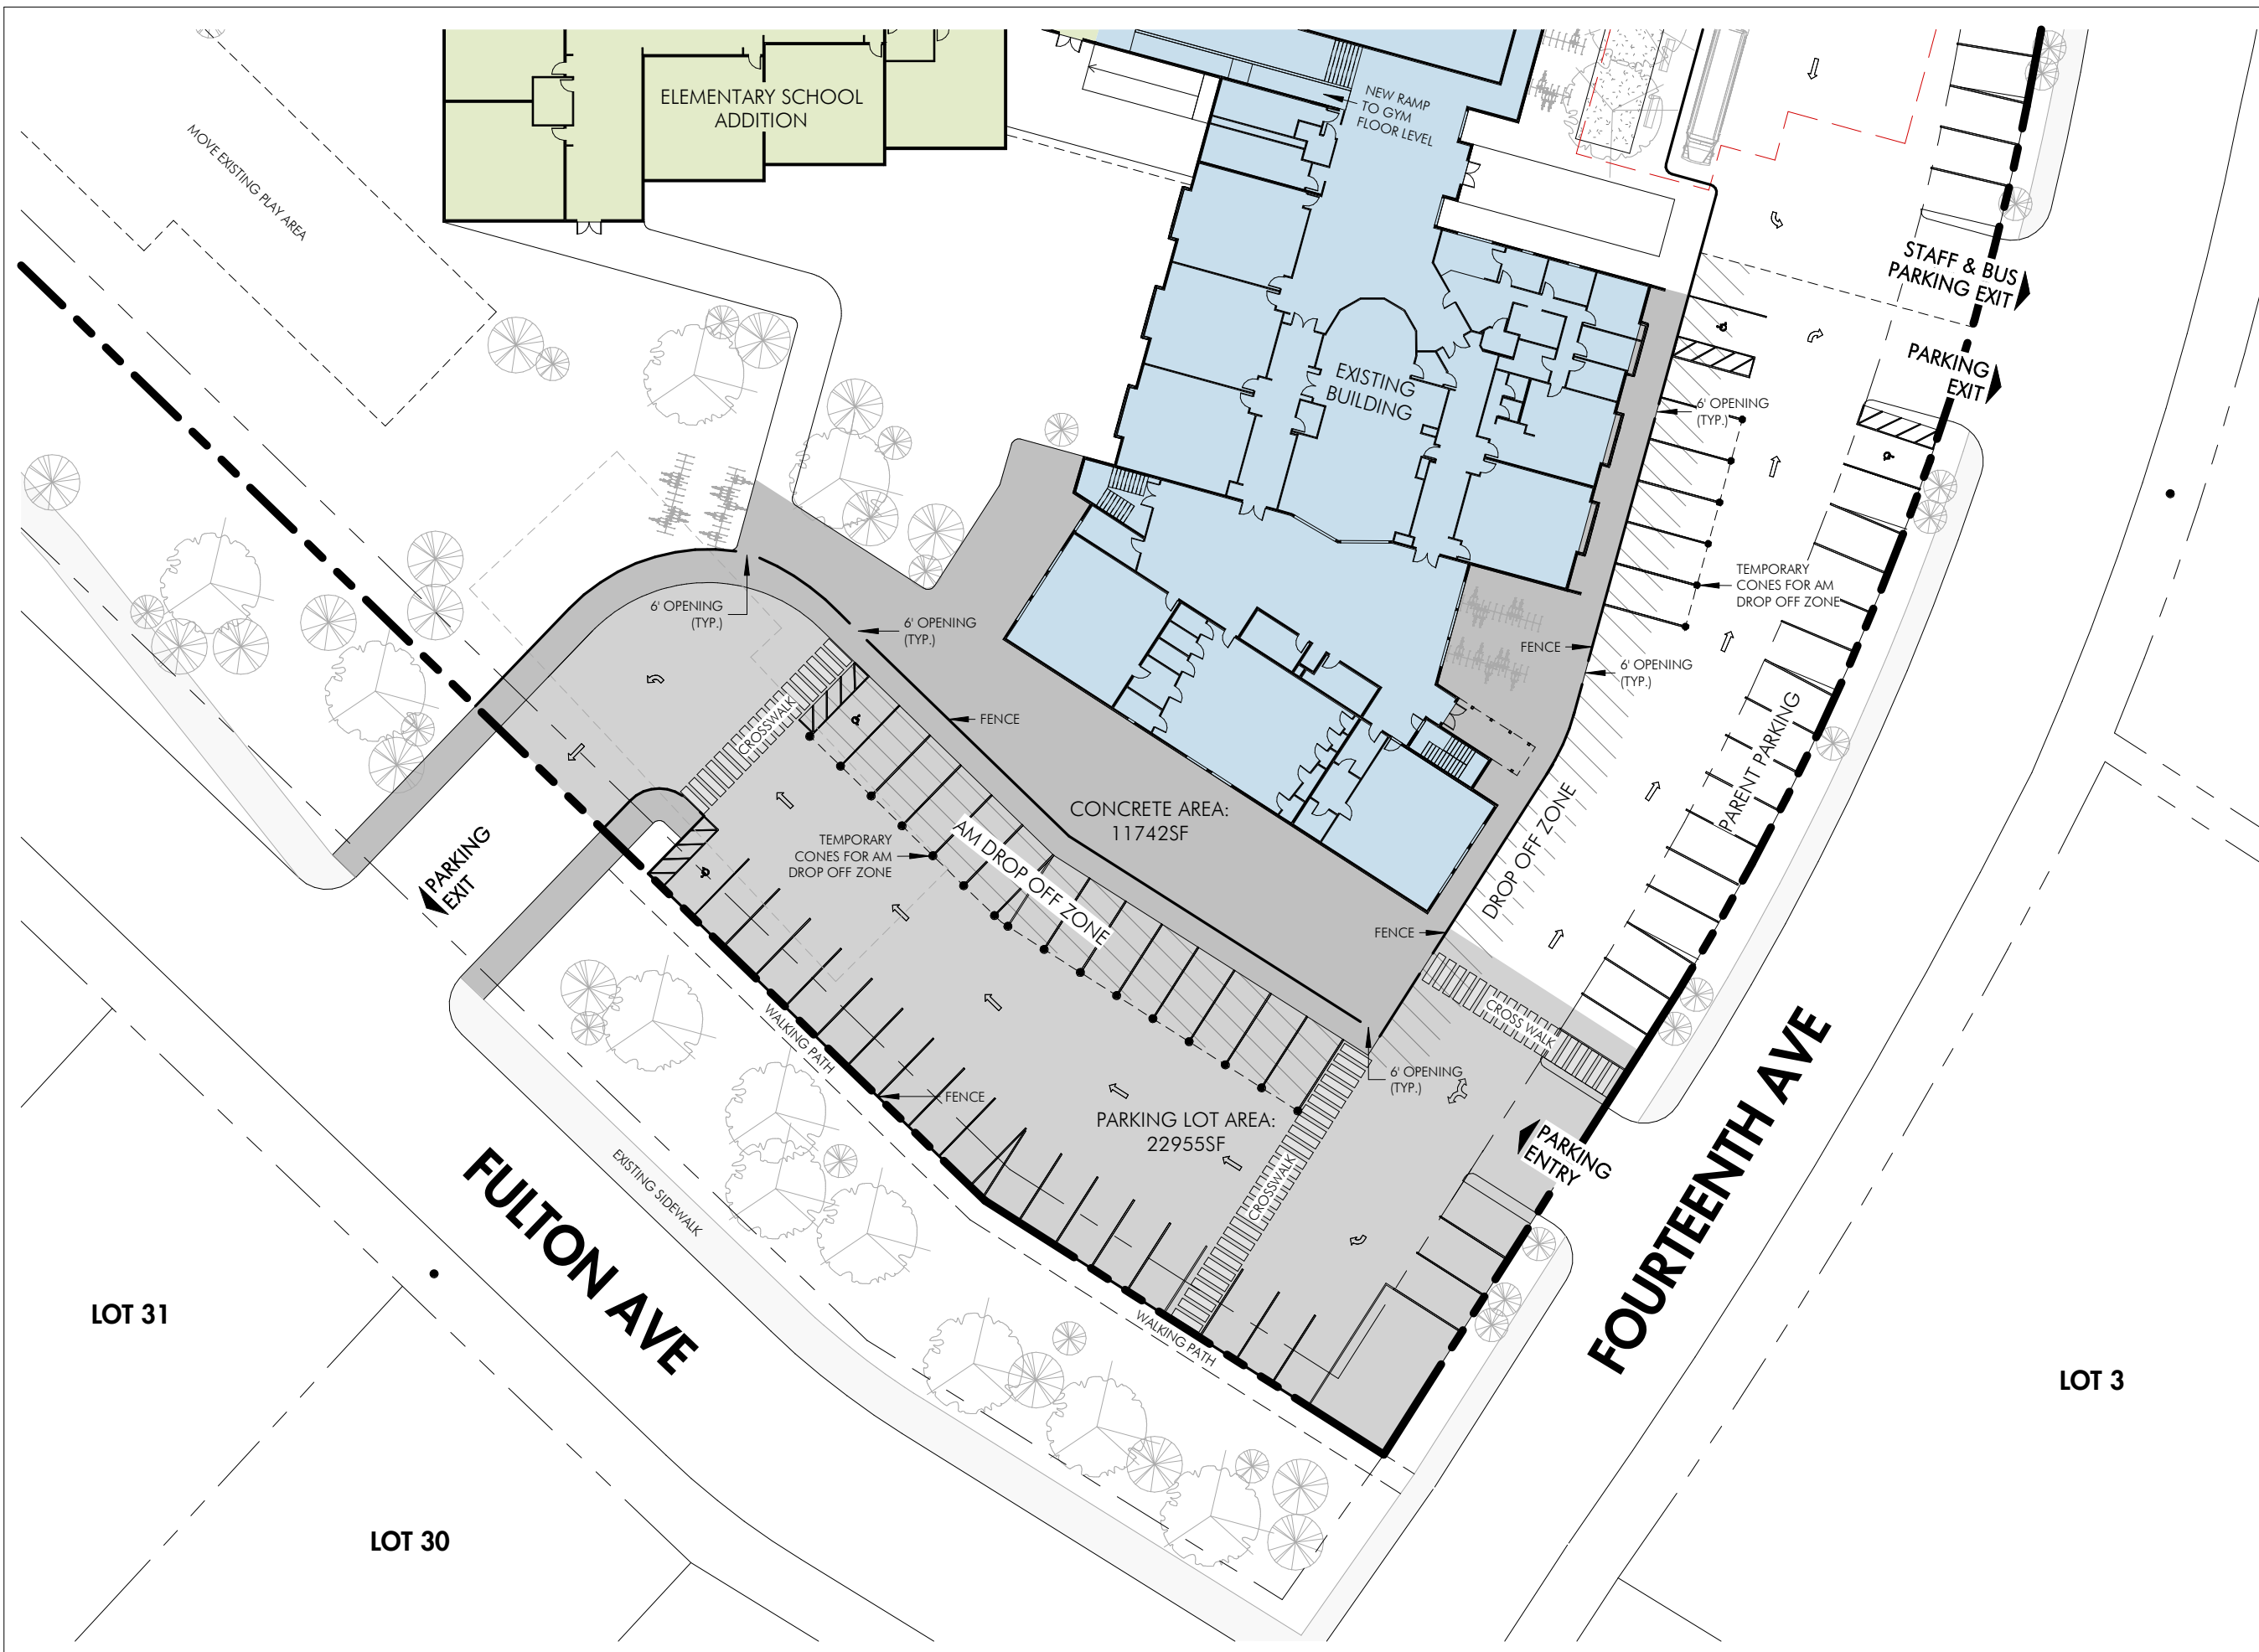 ELEMENTARY SCHOOL
ADDITION
NEW RAMP
TO GYM
FLOOR LEVEL
MOVE EXISTING PLAY AREA
STAFF & BUS
PARKING EXIT
PARKING
EXIT
EXISTING
BUILDING
6' OPENING
(TYP.)
TEMPORARY
CONES FOR AM
DROP OFF ZONE
6' OPENING
(TYP.)
6' OPENING
(TYP.)
FENCE
6' OPENING
(TYP.)
CROSSWALK
FENCE
PARENT PARKING
CONCRETE AREA:
11742SF
DROP OFF ZONE
TEMPORARY
CONES FOR AM
DROP OFF ZONE
AM DROP OFF ZONE
PARKING
EXIT
FENCE
CROSS WALK
WALKING PATH
FENCE
6' OPENING
(TYP.)
PARKING LOT AREA:
22955SF
CROSSWALK
PARKING
ENTRY
EXISTING SIDEWALK
FULTON AVE
FOURTEENTH AVE
WALKING PATH
LOT 31
LOT 3
LOT 30